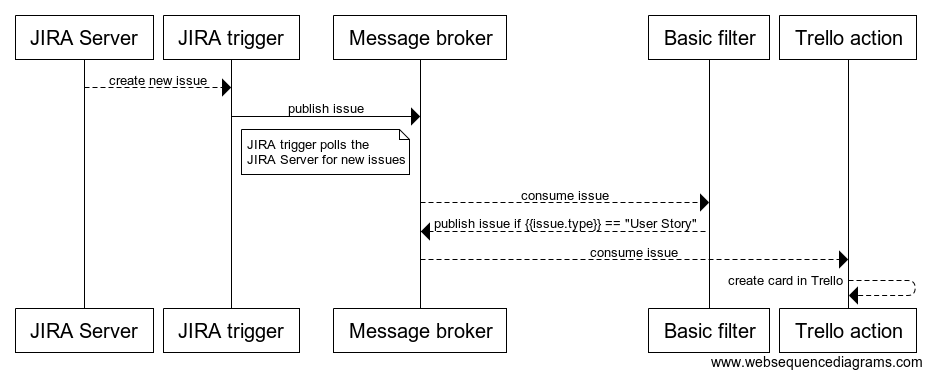 JIRA Server
JIRA trigger
Message broker
Basic filter
Trello action
create new issue
publish issue
JIRA trigger polls the
JIRA Server for new issues
consume issue
publish issue if {{issue.type}} == "User Story"
consume issue
create card in Trello
JIRA Server
JIRA trigger
Message broker
Basic filter
Trello action
www.websequencediagrams.com